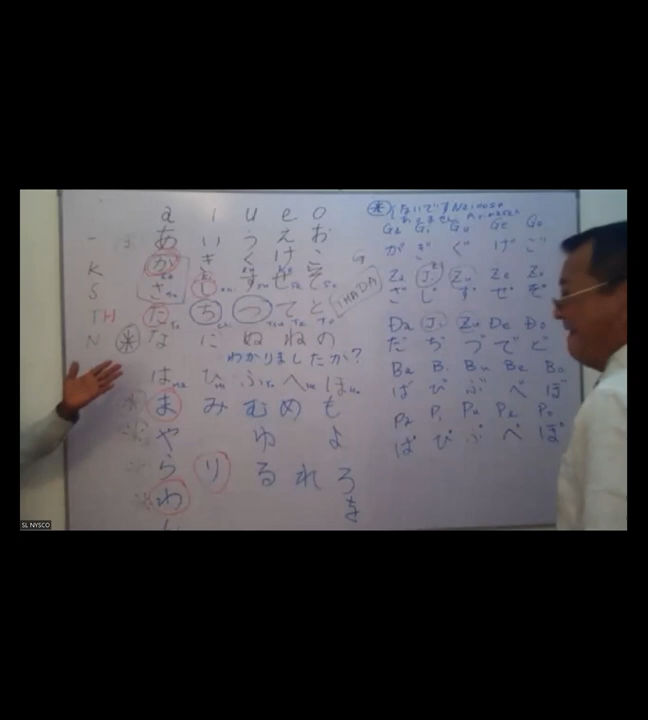 a i u e o
あ い う え お
K か き く け こ
S さ し す ぜ そ
TH た ち つ て と
THADA
N な に ぬ ね の
わかりましたか?
は ひ ふ へ ほ
ま み む め も
や ゆ よ
ら り る れ ろ
わ を
ん
Ga Gi Gu Ge Go
が ぎ ぐ げ ご
Za Ji Zu Ze Zo
ざ じ ず ぜ ぞ
Da Ji Zu De Do
だ ぢ づ で ど
Ba Bi Bu Be Bo
ば び ぶ べ ぼ
Pa Pi Pu Pe Po
ぱ ぴ ぷ ぺ ぽ
SL NYSCO